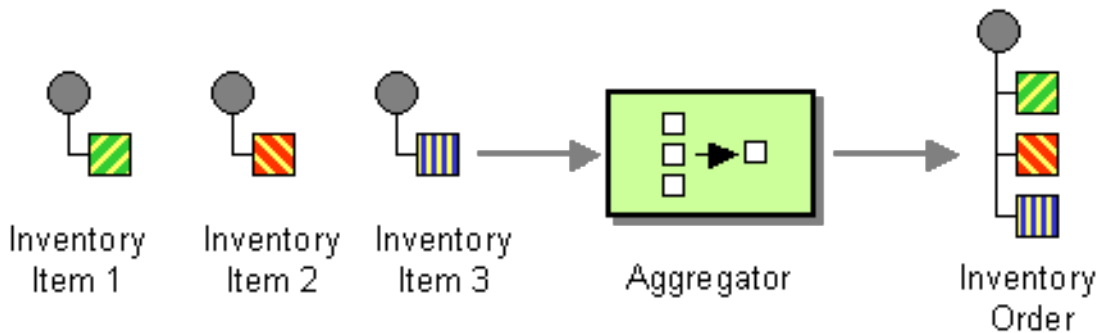 Inventory
Item 1
Inventory
Item 2
Inventory
Item 3
Aggregator
Inventory
Order